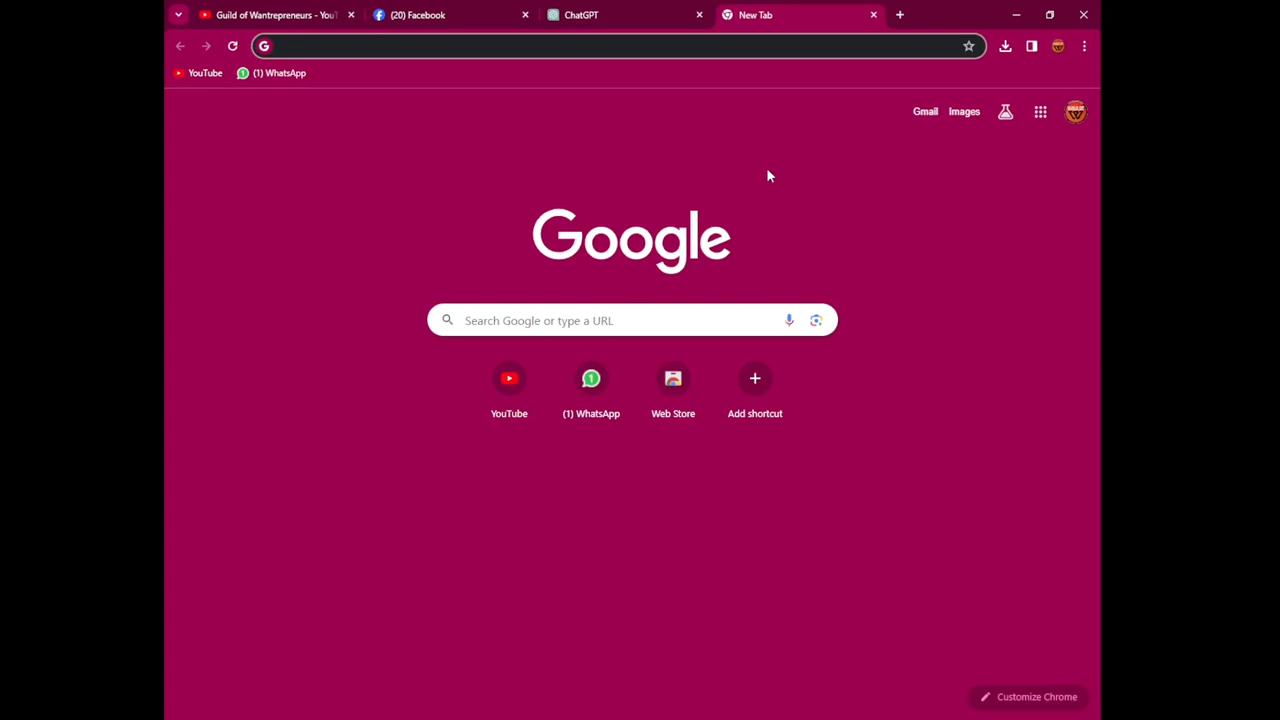 Guild of Wantrepreneurs - YouT
(20) Facebook
ChatGPT
New Tab
YouTube
(1) WhatsApp
Gmail
Images
Google
Search Google or type a URL
YouTube
(1) WhatsApp
Web Store
Add shortcut
Customize Chrome